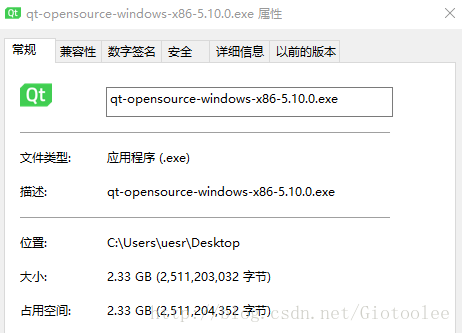 qt-opensource-windows-x86-5.10.0.exe 属性
常规 兼容性 数字签名 安全 详细信息 以前的版本
Qt qt-opensource-windows-x86-5.10.0.exe
文件类型: 应用程序 (.exe)
描述: qt-opensource-windows-x86-5.10.0.exe
位置: C:\Users\uesr\Desktop
大小: 2.33 GB (2,511,203,032 字节)
占用空间: 2.33 GB (2,511,204,352 字节)
http://blog.csdn.net/Giotoolee